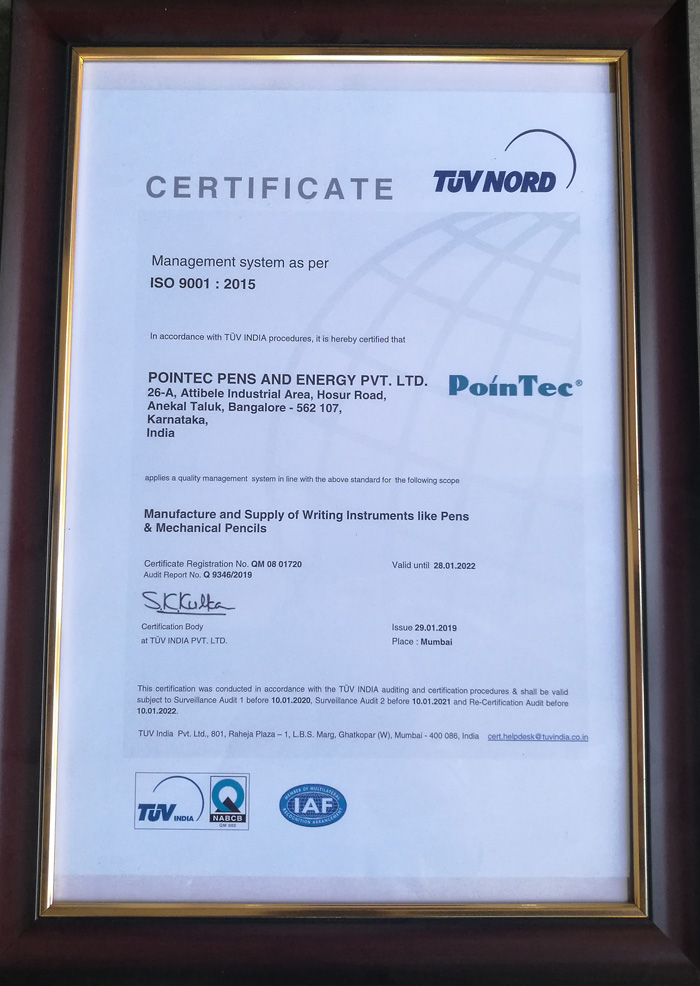 CERTIFICATE
TÜV NORD
Management system as per
ISO 9001 : 2015
In accordance with TÜV INDIA procedures, it is hereby certified that
POINTEC PENS AND ENERGY PVT. LTD.
PoinTec®
26-A, Attibele Industrial Area, Hosur Road,
Anekal Taluk, Bangalore - 562 107,
Karnataka,
India
applies a quality management system in line with the above standard for the following scope
Manufacture and Supply of Writing Instruments like Pens
& Mechanical Pencils
Certificate Registration No. QM 08 01720
Valid until 28.01.2022
Audit Report No. Q 9346/2019
S.K.Kulka
Certification Body
Issue 29.01.2019
at TÜV INDIA PVT. LTD.
Place : Mumbai
This certification was conducted in accordance with the TÜV INDIA auditing and certification procedures & shall be valid
subject to Surveillance Audit 1 before 10.01.2020, Surveillance Audit 2 before 10.01.2021 and Re-Certification Audit before
10.01.2022.
TUV India Pvt. Ltd., 801, Raheja Plaza – 1, L.B.S. Marg, Ghatkopar (W), Mumbai - 400 086, India cert.helpdesk@tuvindia.co.in
TÜV INDIA
NABCB
MEMBER OF MULTILATERAL
IAF
RECOGNITION ARRANGEMENT